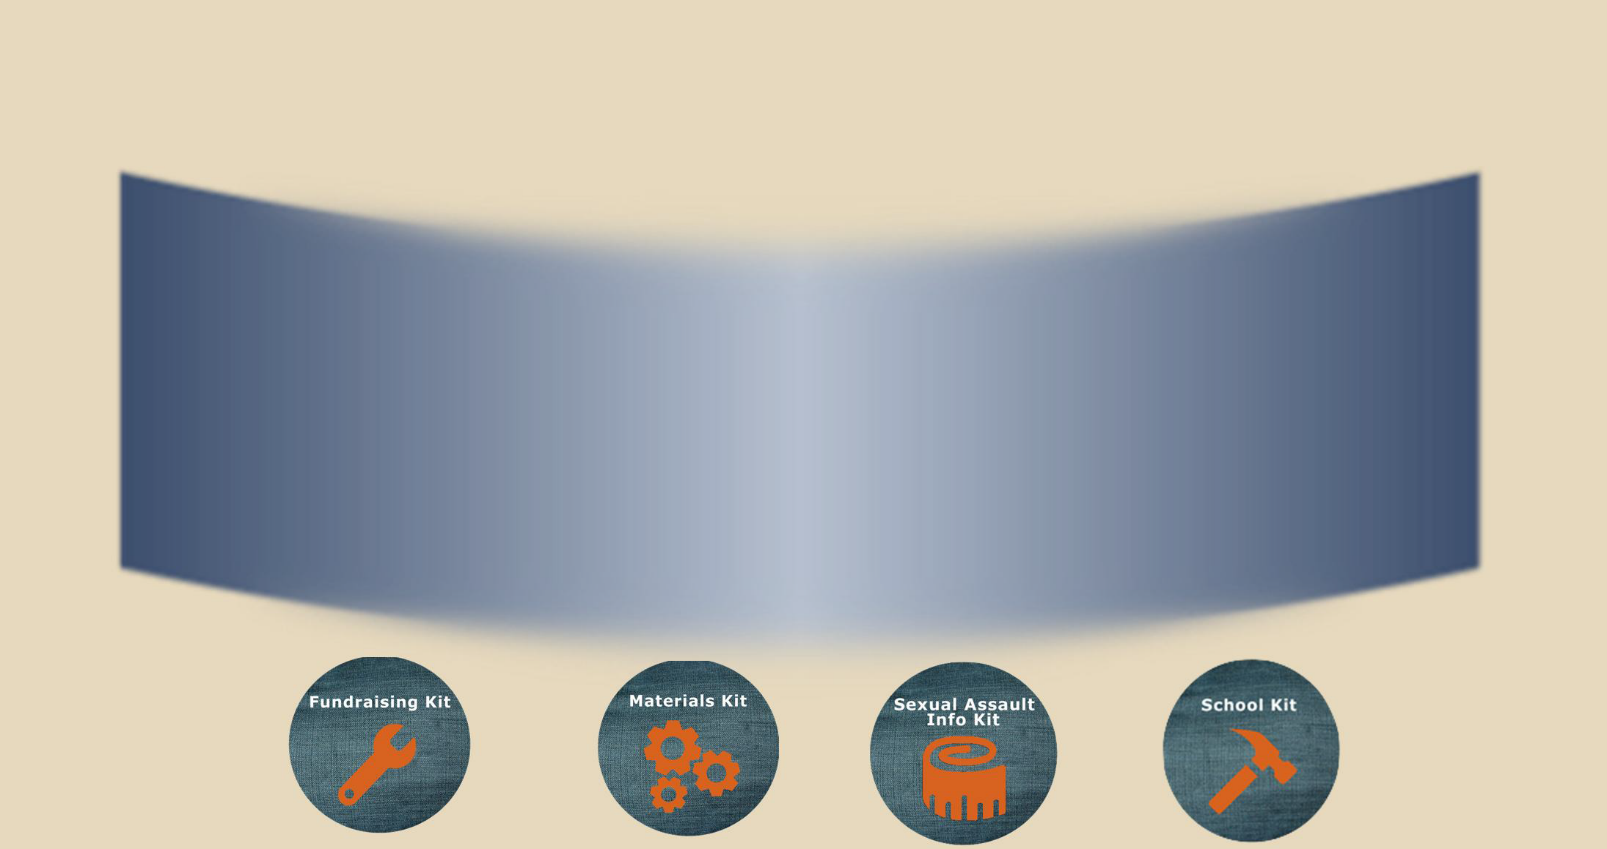 Fundraising Kit
Materials Kit
Sexual Assault
Info Kit
School Kit